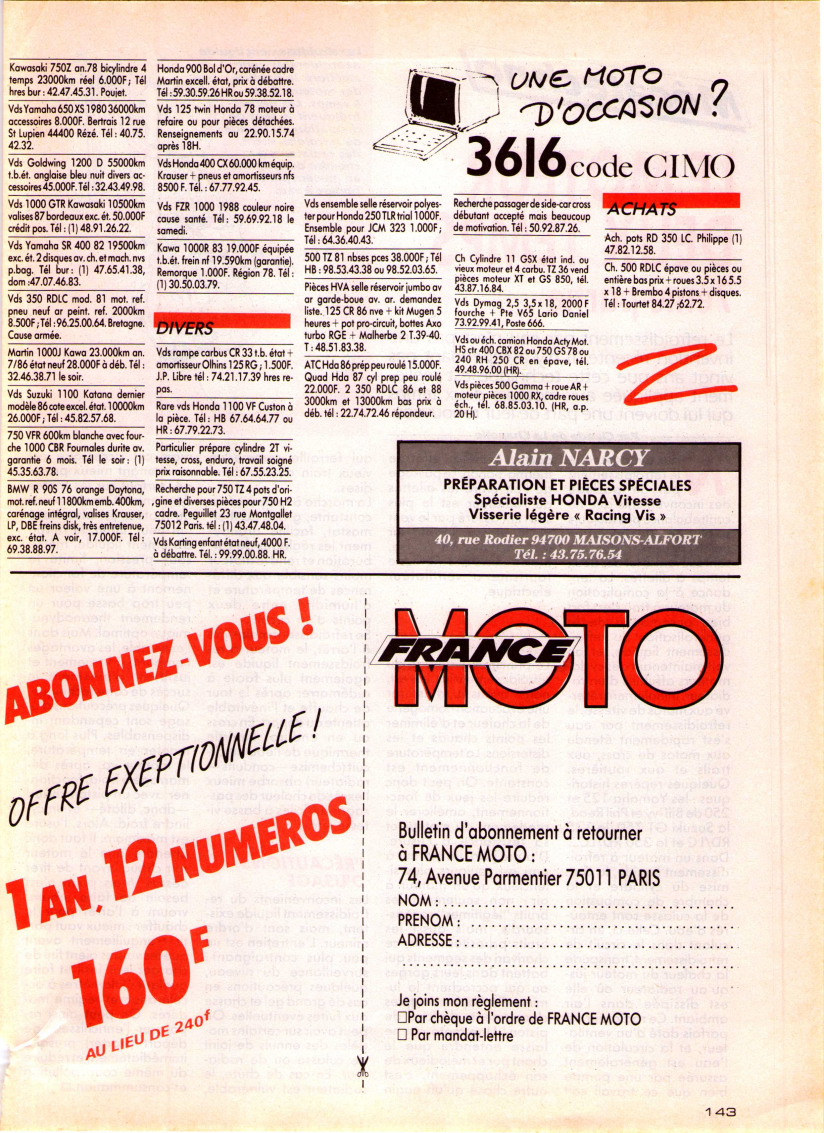 Kawasaki 750Z an.78 bicylindre 4
temps 23000km réel 6.000F; Tél
hres bur : 42.47.45.31. Poujet.
Vds Yamaha 650 XS 1980 36000km
accessoires 8.000F. Bertrais 12 rue
St Lupien 44400 Rézé. Tél : 40.75.
42.32.
Vds Goldwing 1200 D 55000km
t.b.ét. anglaise bleu nuit divers ac-
cessoires 45.000F. Tél : 32.43.49.98.
Vds 1000 GTR Kawasaki 10500km
valises 87 bordeaux exc. ét. 50.000F
crédit pos. Tél : (1) 48.91.26.22.
Vds Yamaha SR 400 82 19500km
exc. ét. 2 disques av. ch. et mach. nvs
p.bag. Tél bur : (1) 47.65.41.38,
dom :47.07.46.83.
Vds 350 RDLC mod. 81 mot. ref.
pneu neuf ar peint. ref. 2000km
8.500F; Tél : 96.25.00.64. Bretagne.
Cause armée.
Martin 1000J Kawa 23.000km an.
7/86 état neuf 28.000F à déb. Tél :
32.46.38.71 le soir.
Vds Suzuki 1100 Katana dernier
modèle 86 cote excel. état. 10000km
26.000F; Tél : 45.82.57.68.
750 VFR 600km blanche avec four-
che 1000 CBR Fournales durite av.
garantie 6 mois. Tél le soir : (1)
45.35.63.78.
BMW R 90S 76 orange Daytona,
mat. ref. neuf 11800km emb. 400km,
carénage intégral, valises Krauser,
LP, DBE freins disk, très entretenue,
exc. état. A voir, 17.000F. Tél :
69.38.88.97.
Honda 900 Bol d'Or, carénée cadre
Martin excell. état, prix à débattre.
Tél : 59.30.59.26 HR ou 59.38.52.18.
Vds 125 twin Honda 78 moteur à
refaire ou pour pièces détachées.
Renseignements au 22.90.15.74
après 18H.
Vds Honda 400 CX 60.000 km équip.
Krauser + pneus et amortisseurs nfs
8500 F. Tél. : 67.77.92.45.
Vds FZR 1000 1988 couleur noire
cause santé. Tél : 59.69.92.18 le
samedi.
Kawa 1000R 83 19.000F équipée
t.b.ét. frein nf 19.590km (garantie).
Remorque 1.000F. Région 78. Tél :
(1) 30.50.03.79.
DIVERS
Vds rampe carbus CR 33 t.b. état +
amortisseur Olhins 125 RG ; 1.500F.
J.P. Libre tél : 74.21.17.39 hres re-
pas.
Rare vds Honda 1100 VF Custon à
la pièce. Tél : HB 67.64.64.77 ou
HR : 67.79.22.73.
Particulier prépare cylindre 2T vi-
tesse, cross, enduro, travail soigné
prix raisonnable. Tél : 67.55.23.25.
Recherche pour 750 TZ 4 pots d'ori-
gine et diverses pièces pour 750 H2
cadre. Peguillet 23 rue Montgallet
75012 Paris. tél : (1) 43.47.48.04.
Vds Karting enfant état neuf, 4000 F.
à débattre. Tél. : 99.99.00.88. HR.
UNE MOTO
D'OCCASION ?
3616 code CIMO
Vds ensemble selle réservoir polyes-
ter pour Honda 250 TLR trial 1000F.
Ensemble pour JCM 323 1.000F;
Tél : 64.36.40.43.
500 TZ 81 nbses pces 38.000F; Tél
HB : 98.53.43.38 ou 98.52.03.65.
Pièces HVA selle réservoir jumbo av
ar garde-boue av. ar. demandez
liste. 125 CR 86 nve + kit Mugen 5
heures + pot pro-circuit, bottes Axo
turbo RGE + Malherbe 2 T.39-40.
T : 48.51.83.38.
ATC Hda 86 prép peu roulé 15.000F.
Quad Hda 87 cyl prep peu roulé
22.000F. 2 350 RDLC 86 et 88
3000km et 13000km bas prix à
déb. tél : 22.74.72.46 répondeur.
Recherche passager de side-car cross
débutant accepté mais beaucoup
de motivation. Tél : 50.92.87.26.
Ch Cylindre 11 GSX état ind. ou
vieux moteur et 4 carbu. TZ 36 vend
pièces moteur XT et GS 850, tél.
43.87.16.84.
Vds Dymag 2,5 3,5 x 18, 2000 F
fourche + Pte V65 Lario Daniel
73.92.99.41, Poste 666.
Vds ou éch. camion Honda Acty Mot.
HS ctr 400 CBX 82 ou 750 GS 78 ou
240 RH 250 CR en épave, tél.
49.48.96.00 (HR).
Vds pièces 500 Gamma + roue AR +
moteur pièces 1000 RX, cadre roues
éch., tél. 68.85.03.10. (HR, a.p.
20 H).
ACHATS
Ach. pots RD 350 LC. Philippe (1)
47.82.12.58.
Ch. 500 RDLC épave ou pièces ou
entière bas prix + roues 3.5 x 16 5.5
x 18 + Brembo 4 pistons + disques.
Tél : Tourtet 84.27 ;62.72.
Alain NARCY
PRÉPARATION ET PIÈCES SPÉCIALES
Spécialiste HONDA Vitesse
Visserie légère « Racing Vis »
40, rue Rodier 94700 MAISONS-ALFORT
Tél. : 43.75.76.54
ABONNEZ-VOUS !
OFFRE EXEPTIONNELLE !
1 AN, 12 NUMEROS
160F
AU LIEU DE 240f
FRANCE MOTO
Bulletin d'abonnement à retourner
à FRANCE MOTO :
74, Avenue Parmentier 75011 PARIS
NOM :
PRENOM :
ADRESSE :
Je joins mon règlement :
☐Par chèque à l'ordre de FRANCE MOTO
☐ Par mandat-lettre
143